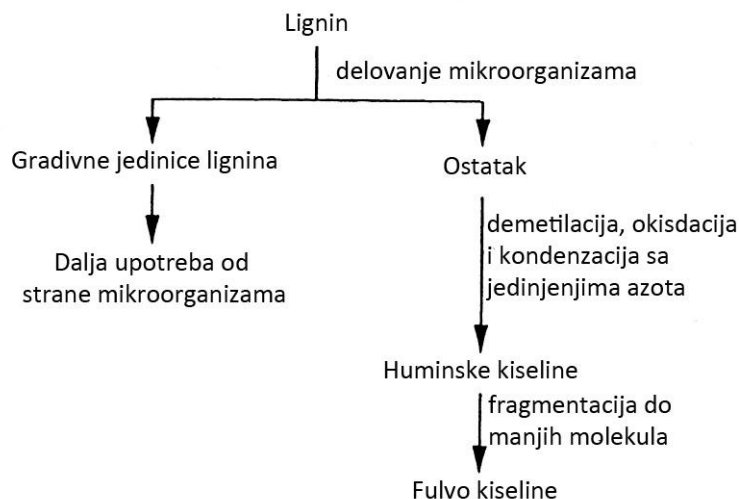 Lignin
delovanje mikroorganizama
Gradivne jedinice lignina
Ostatak
demetilacija, okisdacija
i kondenzacija sa
jedinjenjima azota
Dalja upotreba od
strane mikroorganizama
Huminske kiseline
fragmentacija do
manjih molekula
Fulvo kiseline